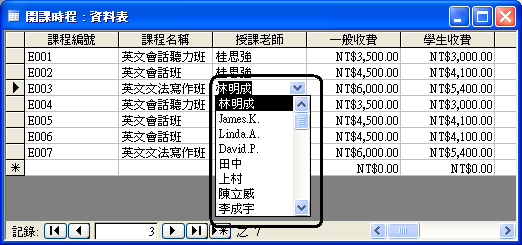 開課時程：資料表
課程編號 課程名稱 授課老師 一般收費 學生收費
E001 英文會話聽力班 桂思強 NT$3,500.00 NT$3,000.00
E002 英文會話班 桂思強 NT$4,500.00 NT$4,100.00
E003 英文文法寫作班 林明成 NT$6,000.00 NT$5,400.00
E004 英文會話聽力班 NT$3,500.00 NT$3,000.00
E005 英文會話班 NT$4,500.00 NT$4,100.00
E006 英文會話班 NT$4,500.00 NT$4,100.00
E007 英文文法寫作班 NT$6,000.00 NT$5,400.00
NT$0.00 NT$0.00
林明成
James.K.
Linda.A.
David.P.
田中
上村
陳立威
李成宇
記錄: 3 之 7